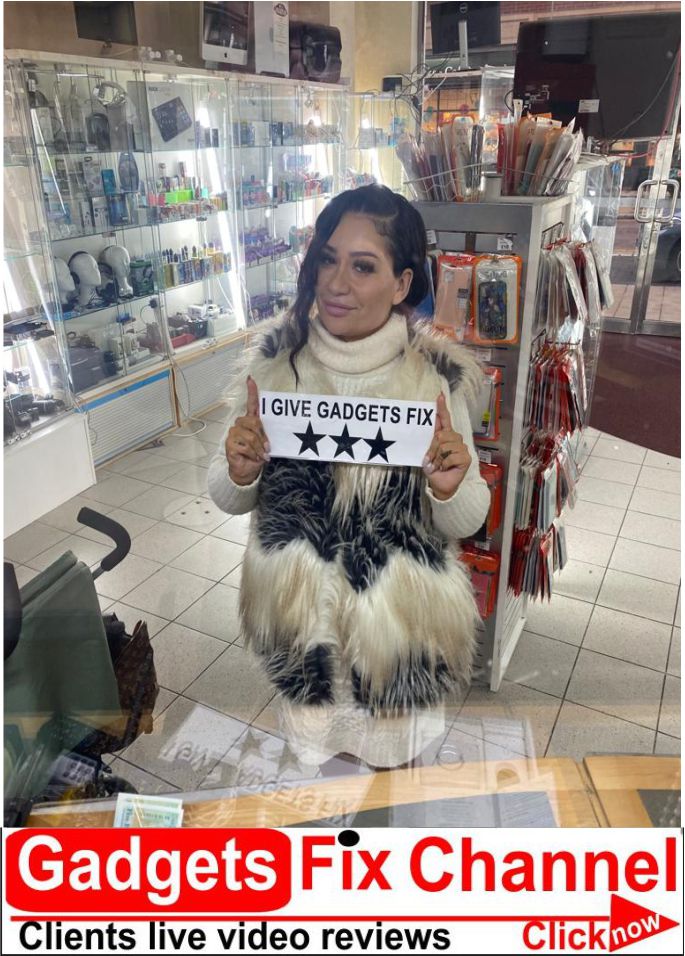 I GIVE GADGETS FIX
★★★
Gadgets Fix Channel
Clients live video reviews
Click now